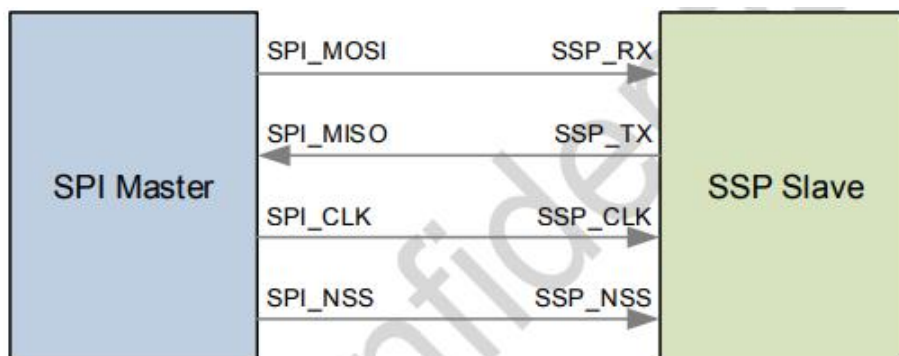 SPI_MOSI SSP_RX
SPI_MISO SSP_TX
SPI Master SSP Slave
SPI_CLK SSP_CLK
SPI_NSS SSP_NSS